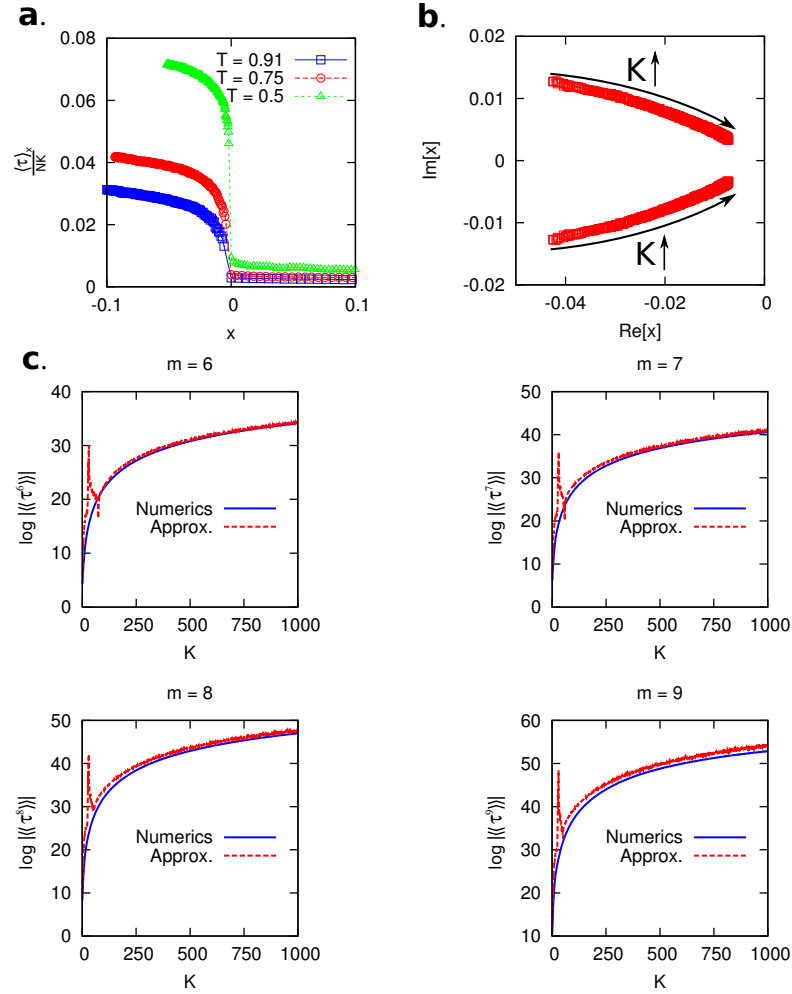 a.
0.08
0.06
0.04
0.02
0
-0.1
0
0.1
⟨τ⟩x
NK
x
T = 0.91
T = 0.75
T = 0.5
b.
0.02
0.01
0
-0.01
-0.02
-0.04
-0.02
0
Im[x]
Re[x]
K
K
c.
m = 6
40
30
20
10
0
0
250
500
750
1000
log |⟨⟨τ⁶⟩⟩|
K
Numerics
Approx.
m = 7
50
40
30
20
10
0
0
250
500
750
1000
log |⟨⟨τ⁷⟩⟩|
K
Numerics
Approx.
m = 8
50
40
30
20
10
0
0
250
500
750
1000
log |⟨⟨τ⁸⟩⟩|
K
Numerics
Approx.
m = 9
60
50
40
30
20
10
0
250
500
750
1000
log |⟨⟨τ⁹⟩⟩|
K
Numerics
Approx.